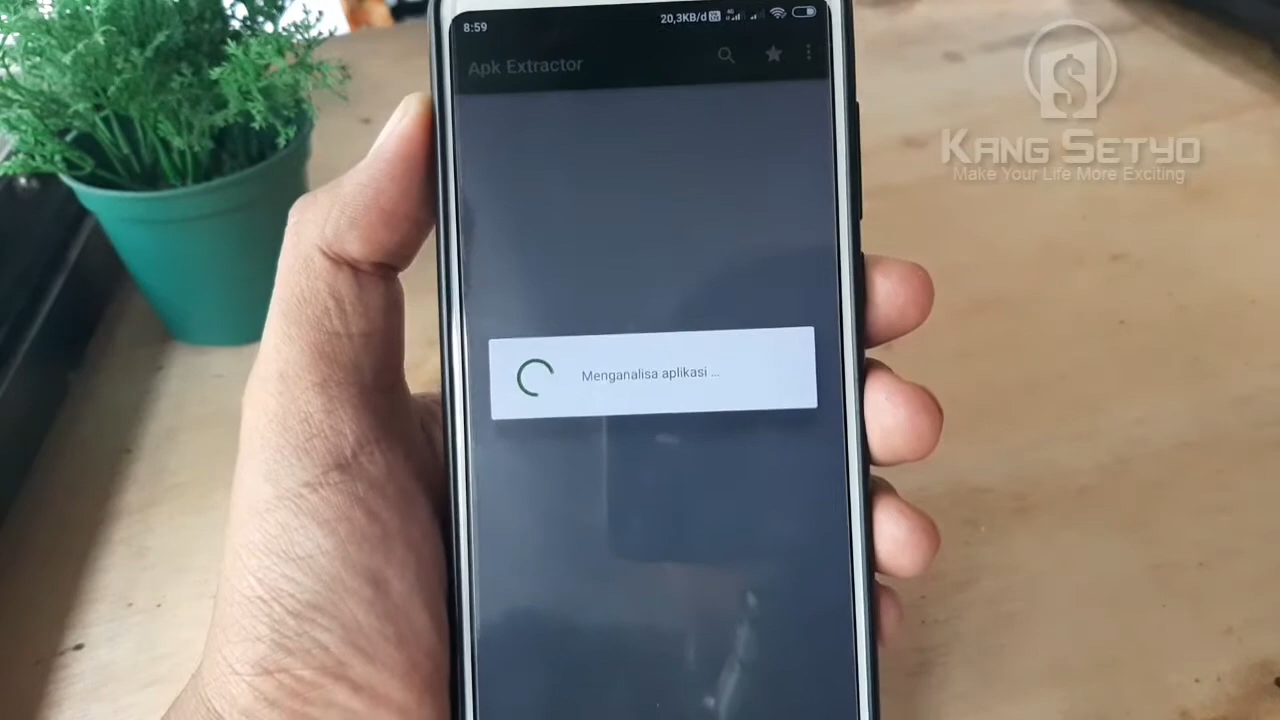 8:59
20,3KB/d
Apk Extractor
Menganalisa aplikasi ...
Kang Setyo
Make Your Life More Exciting